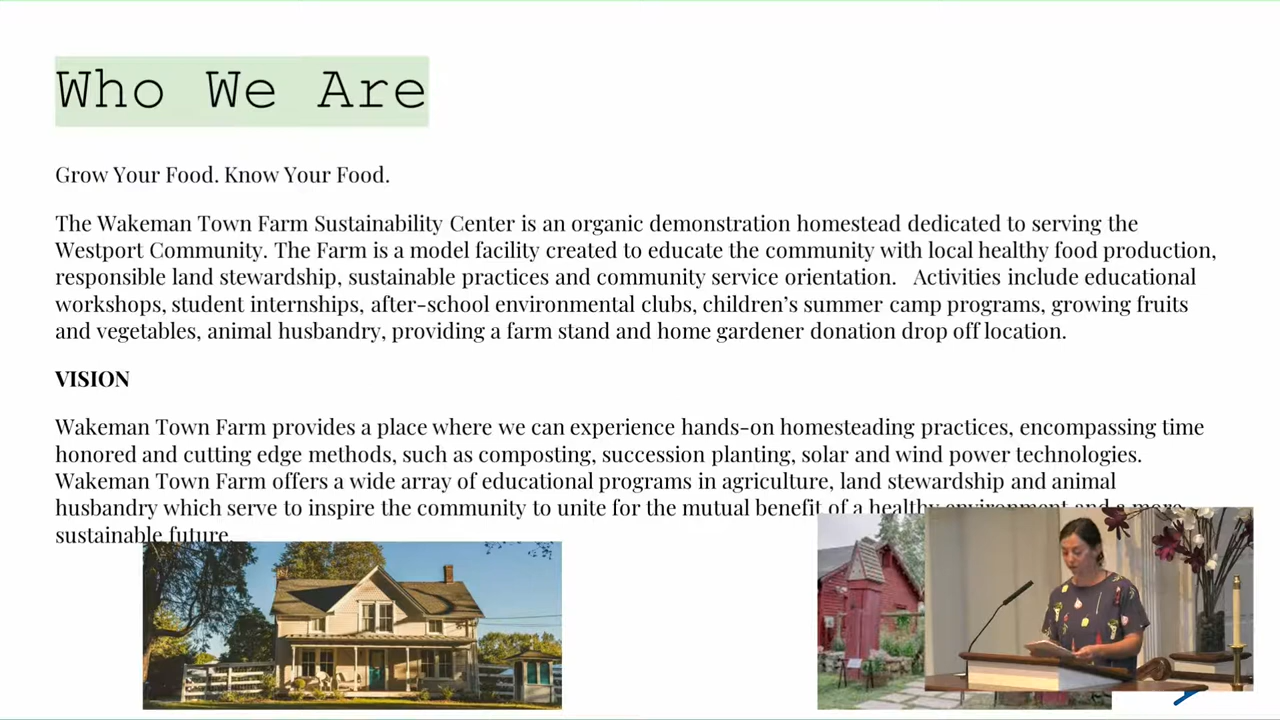 Who We Are
Grow Your Food. Know Your Food.
The Wakeman Town Farm Sustainability Center is an organic demonstration homestead dedicated to serving the
Westport Community. The Farm is a model facility created to educate the community with local healthy food production,
responsible land stewardship, sustainable practices and community service orientation.   Activities include educational
workshops, student internships, after-school environmental clubs, children’s summer camp programs, growing fruits
and vegetables, animal husbandry, providing a farm stand and home gardener donation drop off location.
VISION
Wakeman Town Farm provides a place where we can experience hands-on homesteading practices, encompassing time
honored and cutting edge methods, such as composting, succession planting, solar and wind power technologies.
Wakeman Town Farm offers a wide array of educational programs in agriculture, land stewardship and animal
husbandry which serve to inspire the community to unite for the mutual benefit of a healthy environment and a more
sustainable future.